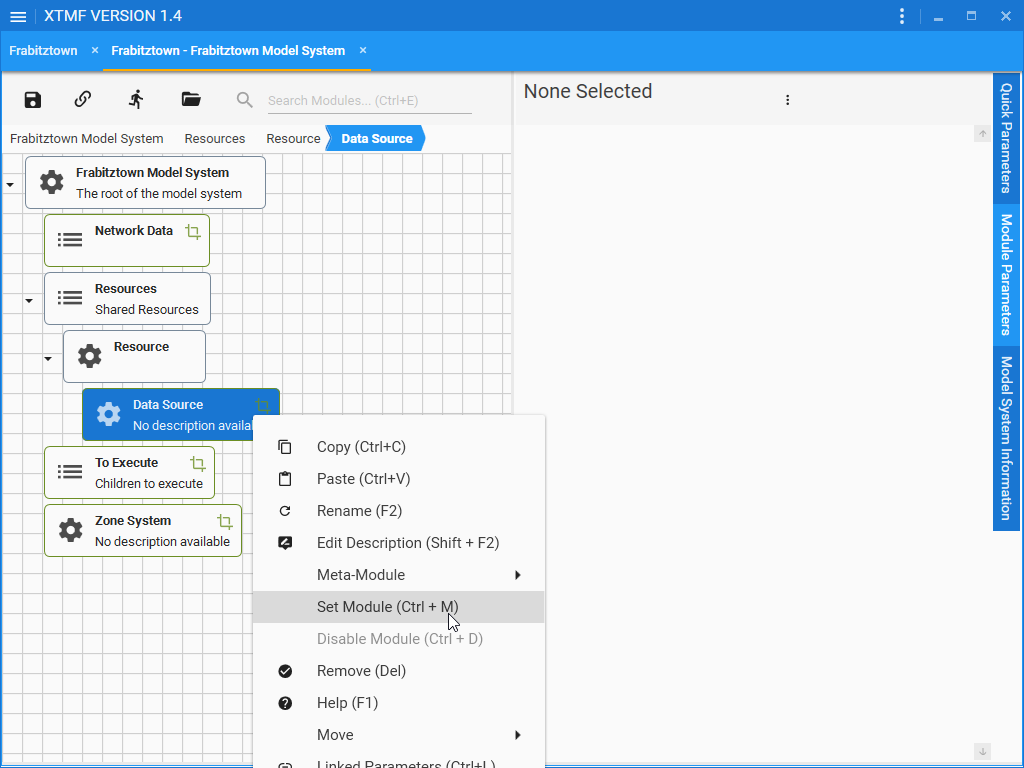 XTMF VERSION 1.4
Frabitztown × Frabitztown - Frabitztown Model System ×
Search Modules... (Ctrl+E)
None Selected
Frabitztown Model System Resources Resource Data Source
Frabitztown Model System
The root of the model system
Network Data
Resources
Shared Resources
Resource
Data Source
No description availa
To Execute
Children to execute
Zone System
No description available
Copy (Ctrl+C)
Paste (Ctrl+V)
Rename (F2)
Edit Description (Shift + F2)
Meta-Module
Set Module (Ctrl + M)
Disable Module (Ctrl + D)
Remove (Del)
Help (F1)
Move
Linked Parameters (Ctrl+L)
Quick Parameters
Module Parameters
Model System Information